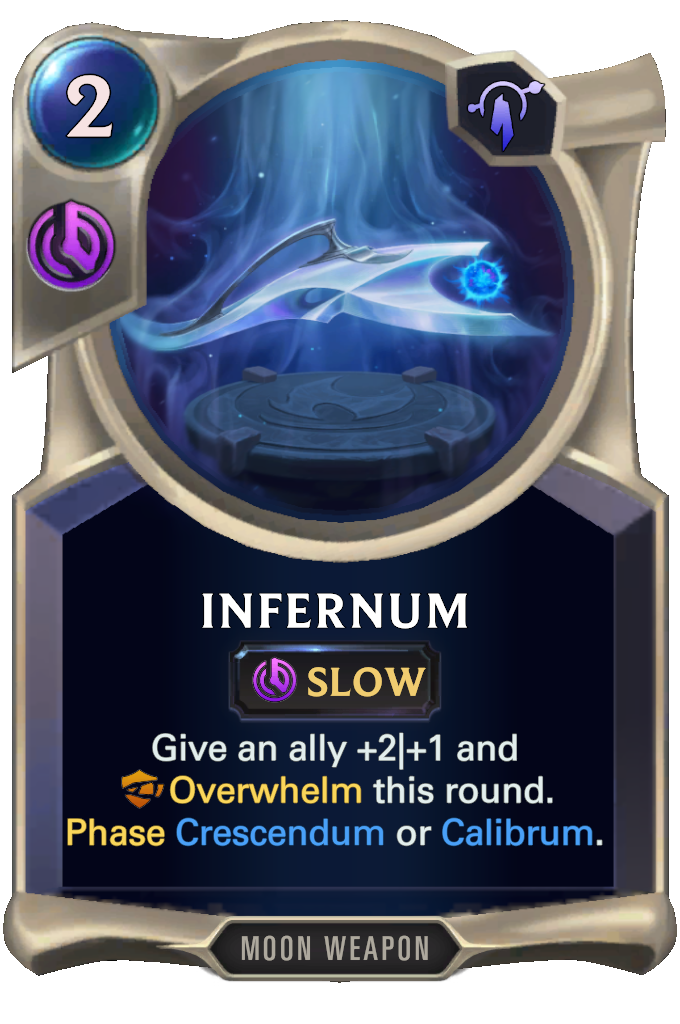 2
INFERNUM
SLOW
Give an ally +2|+1 and
Overwhelm this round.
Phase Crescendum or Calibrum.
MOON WEAPON